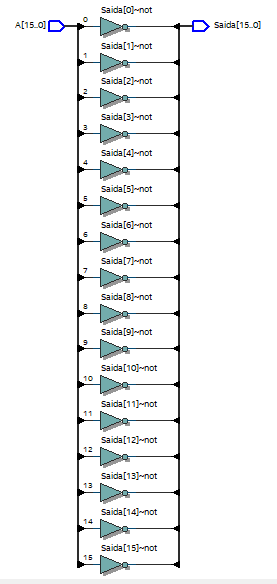 Saida[0]~not
A[15..0] 0 Saida[15..0]
Saida[1]~not
1
Saida[2]~not
2
Saida[3]~not
3
Saida[4]~not
4
Saida[5]~not
5
Saida[6]~not
6
Saida[7]~not
7
Saida[8]~not
8
Saida[9]~not
9
Saida[10]~not
10
Saida[11]~not
11
Saida[12]~not
12
Saida[13]~not
13
Saida[14]~not
14
Saida[15]~not
15